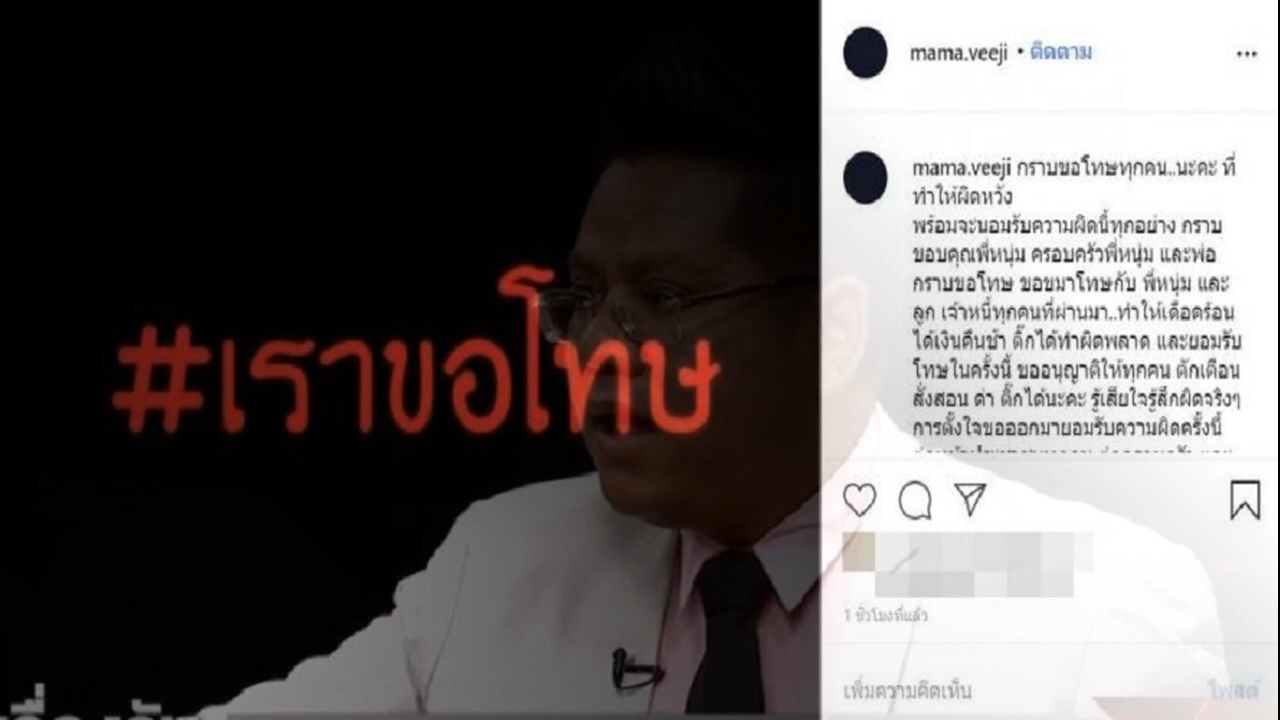 #เราขอโทษ
mama.veeji • ติดตาม
mama.veeji กราบขอโทษทุกคน..นะคะ ที่
ทำให้ผิดหวัง
พร้อมจะนอมรับความผิดนี้ทุกอย่าง กราบ
ขอบคุณพี่หนุ่ม ครอบครัวพี่หนุ่ม และพ่อ
กราบขอโทษ ขอขมาโทษกับ พี่หนุ่ม และ
ลูก เจ้าหนี้ทุกคนที่ผ่านมา..ทำให้เดือดร้อน
ได้เงินคืนช้า ติ๊กได้ทำผิดพลาด และยอมรับ
โทษในครั้งนี้ ขออนุญาติให้ทุกคน ตักเตือน
สั่งสอน ด่า ติ๊กได้นะคะ รู้เสียใจรู้สึกผิดจริงๆ
การตั้งใจขอออกมายอมรับความผิดครั้งนี้
1 ชั่วโมงที่แล้ว
เพิ่มความคิดเห็น
โพสต์